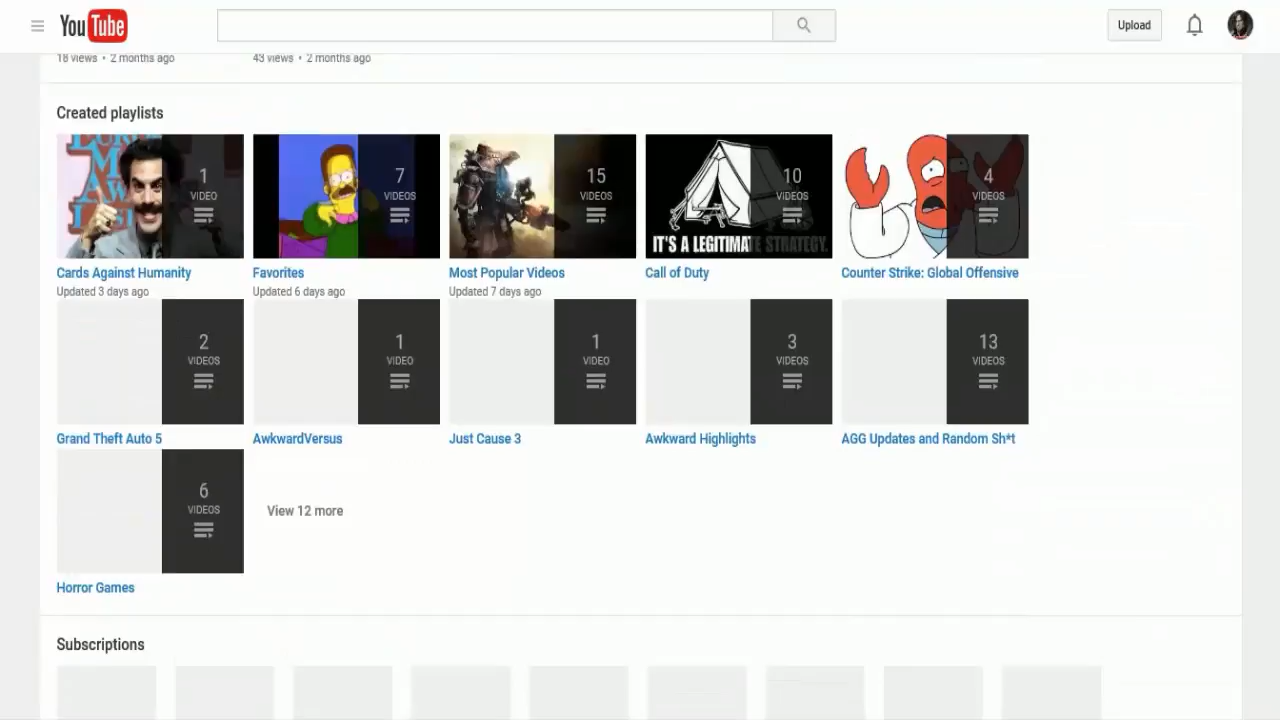 YouTube
Upload
18 views • 2 months ago
43 views • 2 months ago
Created playlists
1
VIDEO
7
VIDEOS
15
VIDEOS
IT'S A LEGITIMATE STRATEGY.
10
VIDEOS
4
VIDEOS
Cards Against Humanity
Updated 3 days ago
Favorites
Updated 6 days ago
Most Popular Videos
Updated 7 days ago
Call of Duty
Counter Strike: Global Offensive
2
VIDEOS
1
VIDEO
1
VIDEO
3
VIDEOS
13
VIDEOS
Grand Theft Auto 5
AwkwardVersus
Just Cause 3
Awkward Highlights
AGG Updates and Random Sh*t
6
VIDEOS
View 12 more
Horror Games
Subscriptions